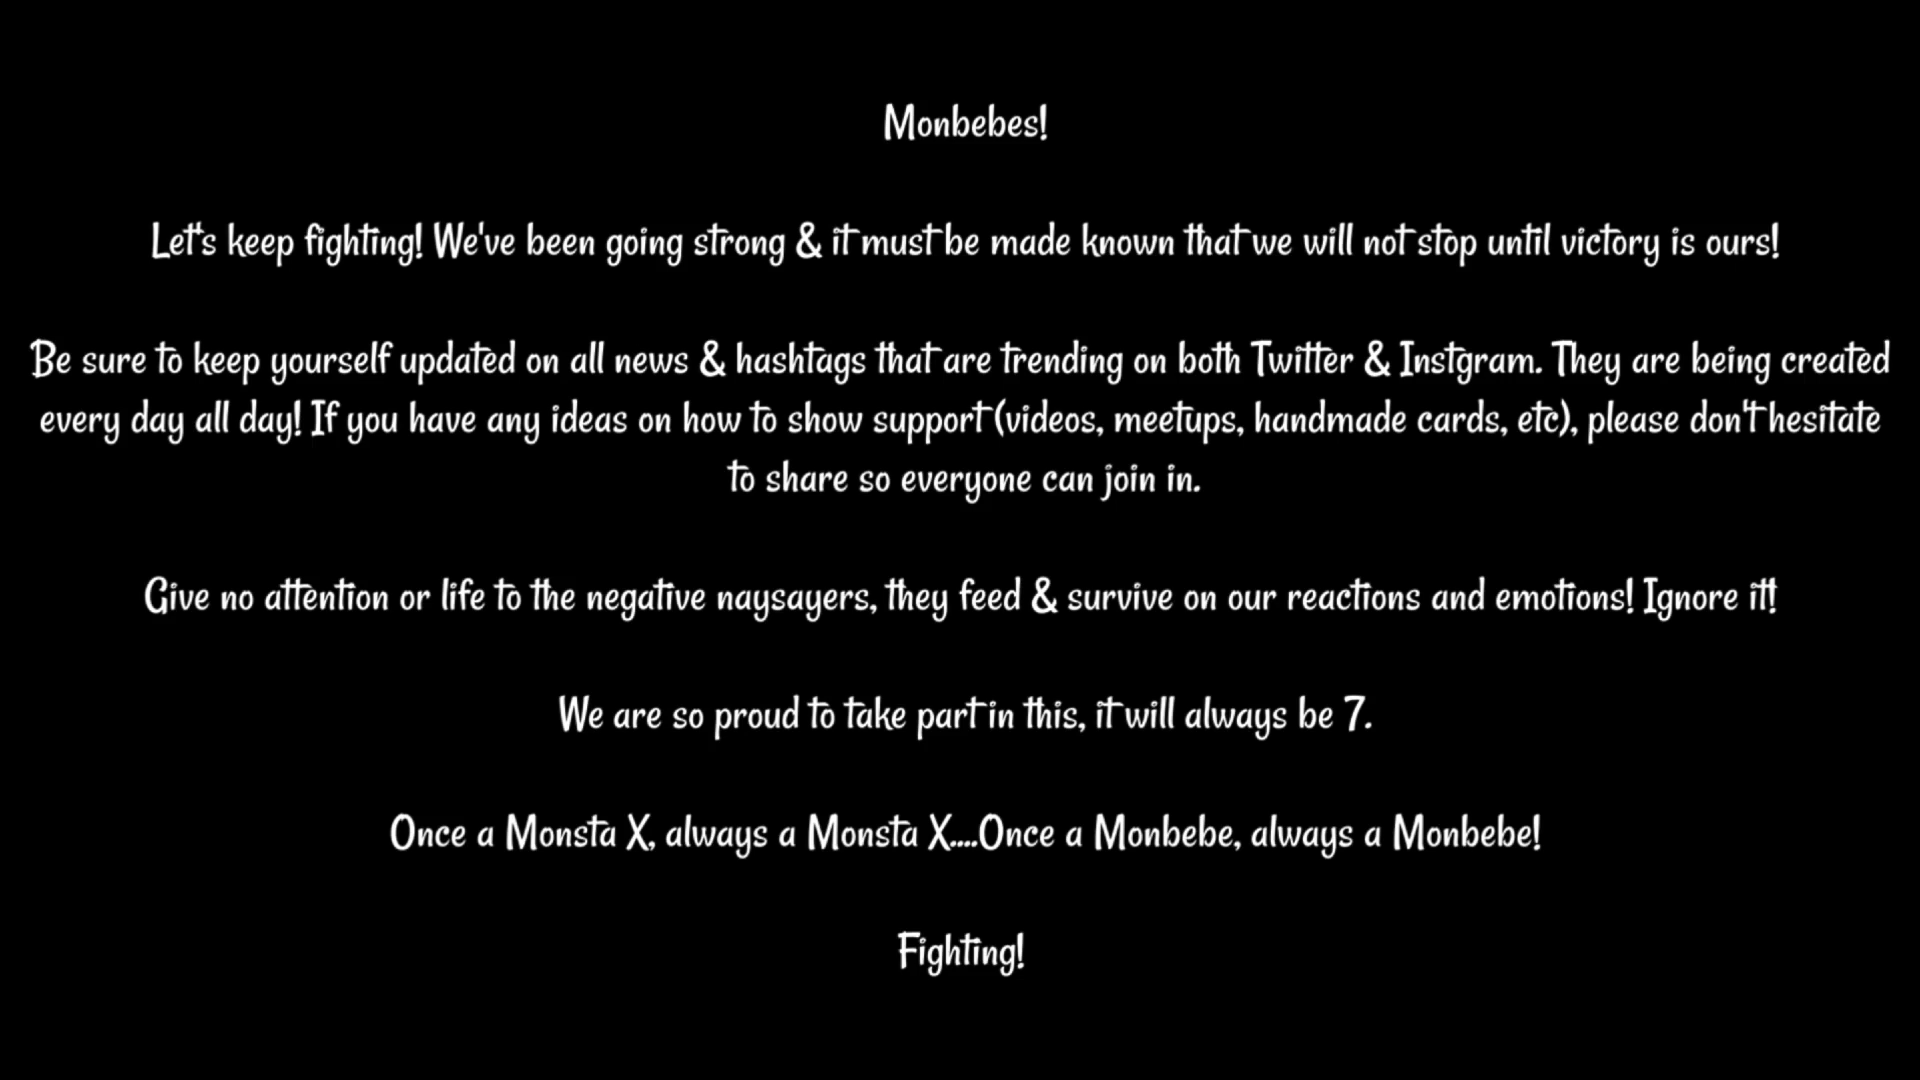 Monbebes!
Let's keep fighting! We've been going strong & it must be made known that we will not stop until victory is ours!
Be sure to keep yourself updated on all news & hashtags that are trending on both Twitter & Instgram. They are being created
every day all day! If you have any ideas on how to show support (videos, meetups, handmade cards, etc), please don't hesitate
to share so everyone can join in.
Give no attention or life to the negative naysayers, they feed & survive on our reactions and emotions! Ignore it!
We are so proud to take part in this, it will always be 7.
Once a Monsta X, always a Monsta X....Once a Monbebe, always a Monbebe!
Fighting!